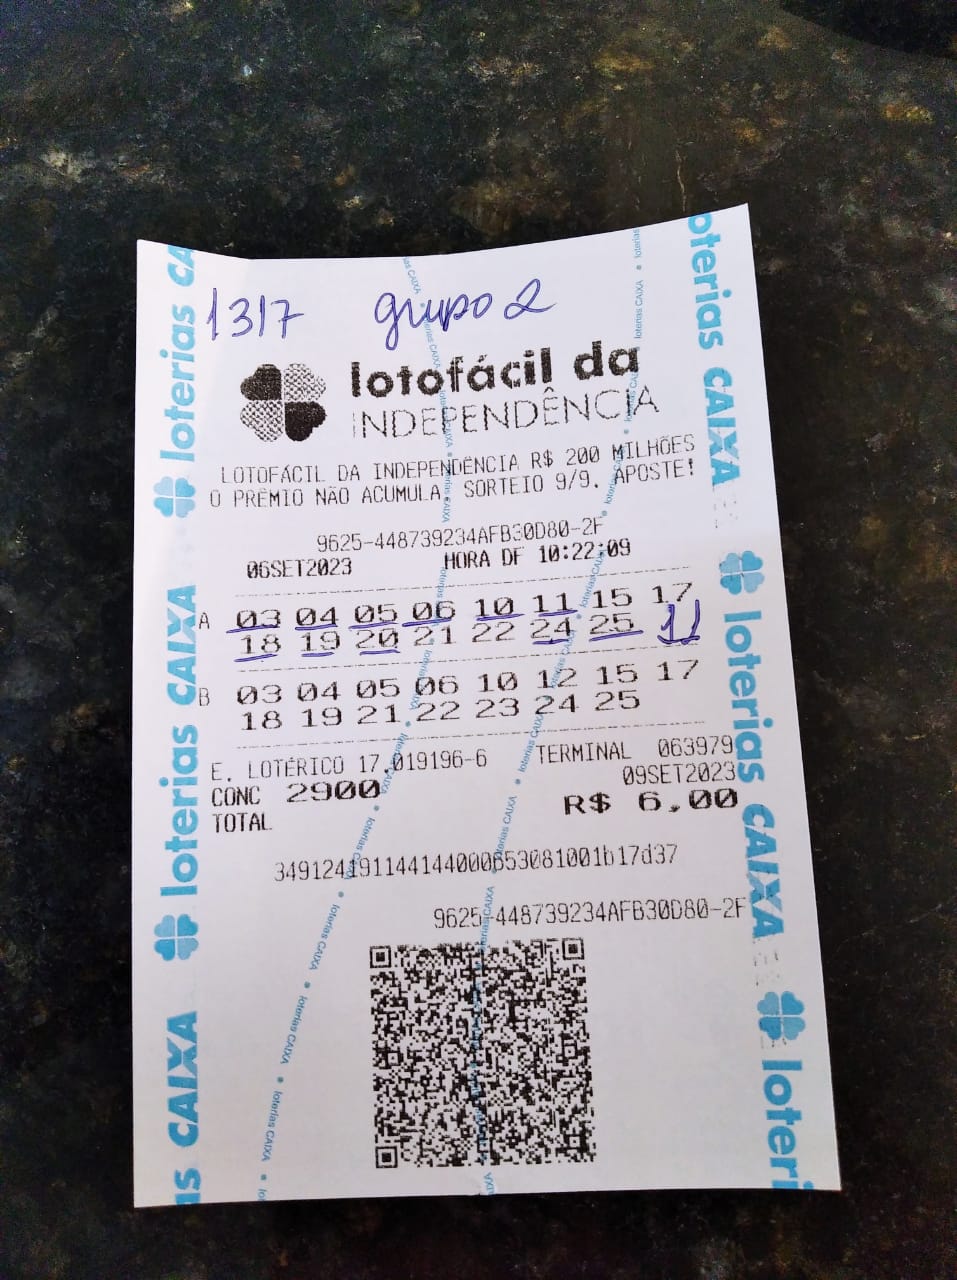 1317 grupo 2
lotofácil da
INDEPENDÊNCIA
LOTOFÁCIL DA INDEPENDÊNCIA R$ 200 MILHÕES
O PRÊMIO NÃO ACUMULA. SORTEIO 9/9. APOSTE!
9625-448739234AFB30D80-2F
06SET2023 HORA DF 10:22:09
A 03 04 05 06 10 11 15 17
18 19 20 21 22 24 25 11
B 03 04 05 06 10 12 15 17
18 19 21 22 23 24 25
E. LOTÉRICO 17.019196-6 TERMINAL 063979
CONC 2900 09SET2023
TOTAL R$ 6,00
9625-448739234AFB30D80-2F
loterias CAIXA
loterias CAIXA
loterias CAIXA
loterias CAIXA